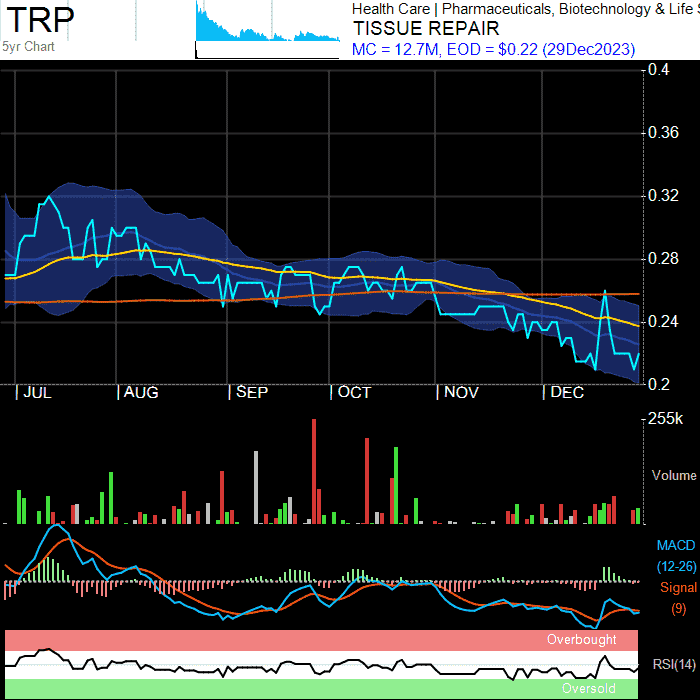 TRP
5yr Chart
Health Care | Pharmaceuticals, Biotechnology & Life
TISSUE REPAIR
MC = 12.7M, EOD = $0.22 (29Dec2023)
0.4
0.36
0.32
0.28
0.24
0.2
JUL AUG SEP OCT NOV DEC
255k
Volume
MACD
(12-26)
Signal
(9)
Overbought
RSI(14)
Oversold